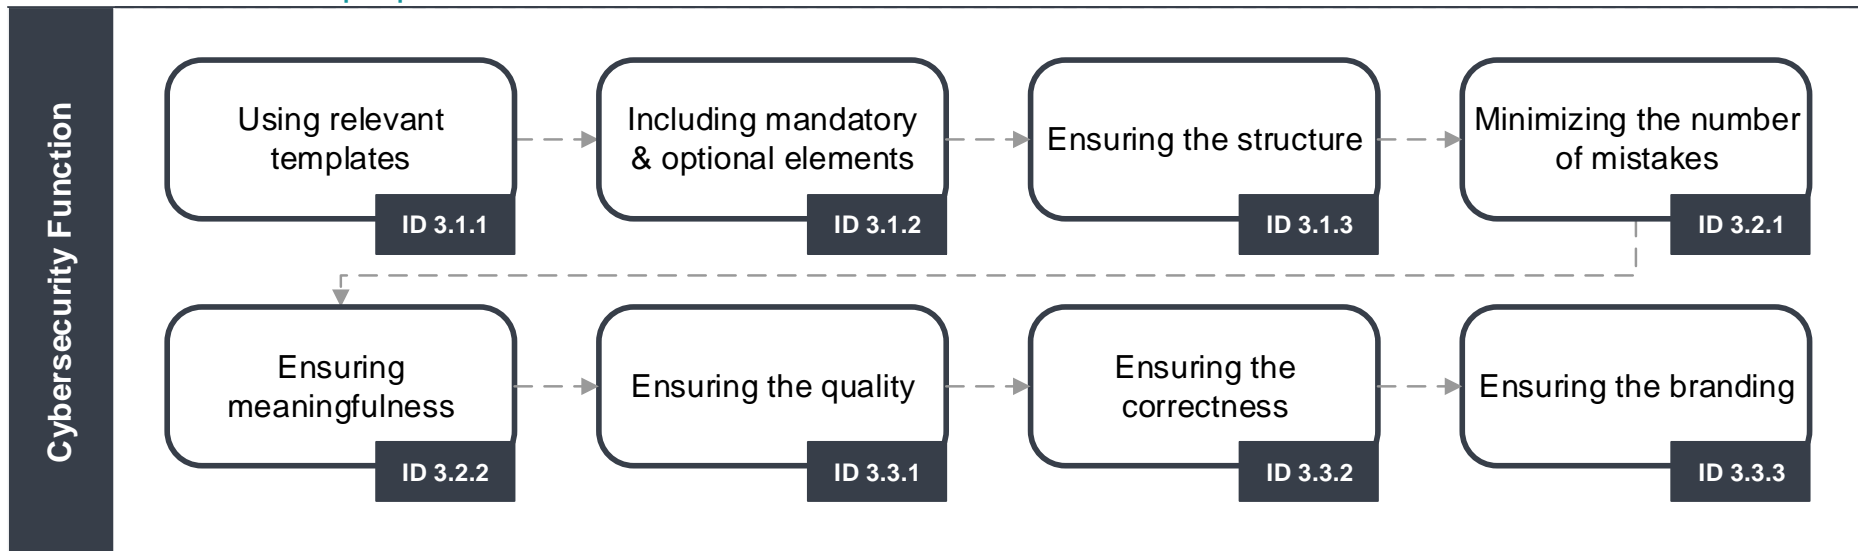 Cybersecurity Function
Using relevant
templates
ID 3.1.1
Including mandatory
& optional elements
ID 3.1.2
Ensuring the structure
ID 3.1.3
Minimizing the number
of mistakes
ID 3.2.1
Ensuring
meaningfulness
ID 3.2.2
Ensuring the quality
ID 3.3.1
Ensuring the
correctness
ID 3.3.2
Ensuring the branding
ID 3.3.3